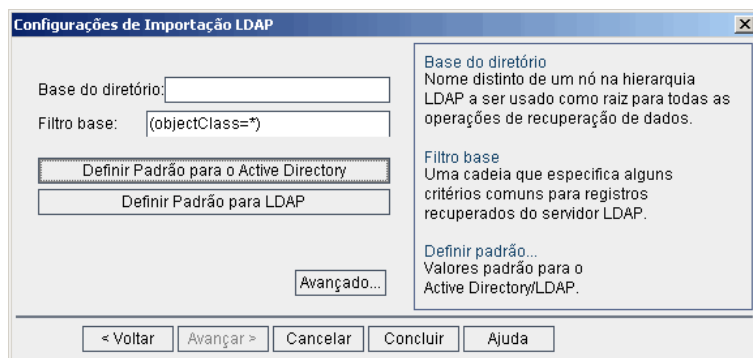 Configurações de Importação LDAP
Base do diretório:
Filtro base: (objectClass=*)
Definir Padrão para o Active Directory
Definir Padrão para LDAP
Avançado...
Base do diretório
Nome distinto de um nó na hierarquia
LDAP a ser usado como raiz para todas as
operações de recuperação de dados.
Filtro base
Uma cadeia que especifica alguns
critérios comuns para registros
recuperados do servidor LDAP.
Definir padrão...
Valores padrão para o
Active Directory/LDAP.
< Voltar Avançar > Cancelar Concluir Ajuda